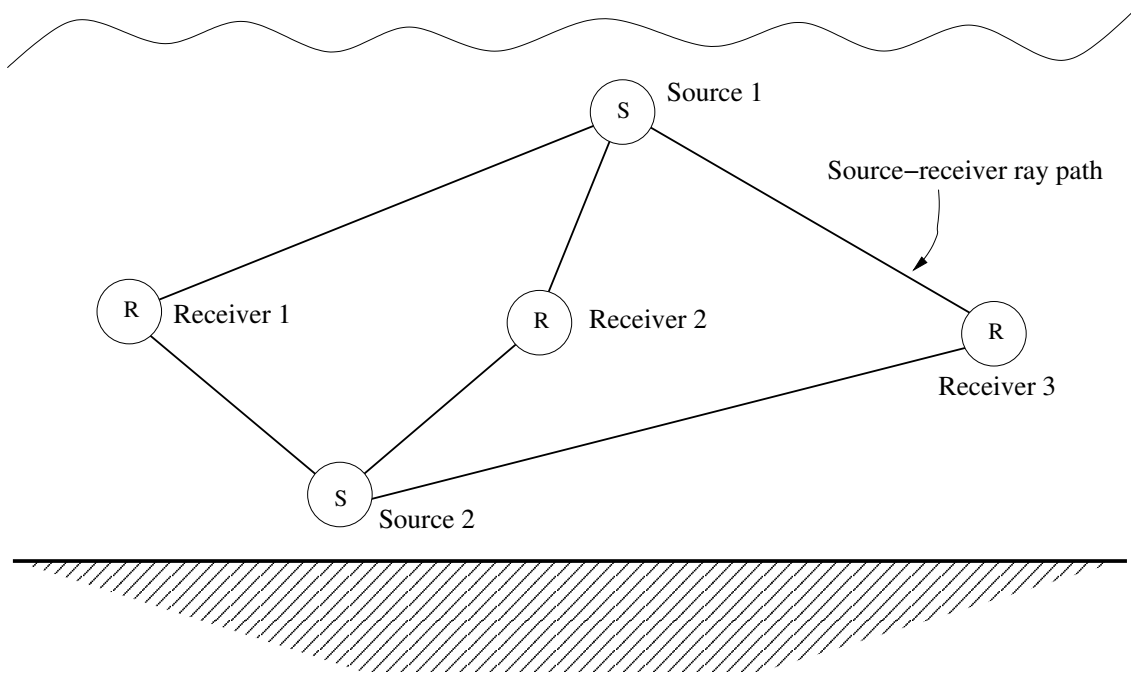 S
Source 1
Source−receiver ray path
R
Receiver 1
R
Receiver 2
R
Receiver 3
S
Source 2